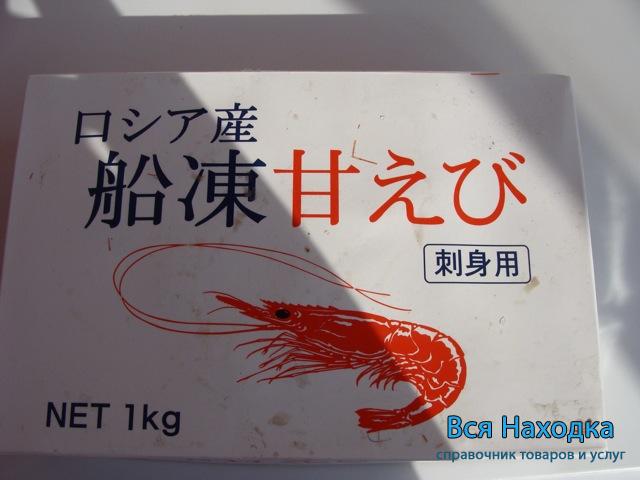 ロシア産
船凍甘えび
刺身用
NET 1kg
Вся Находка
справочник товаров и услуг